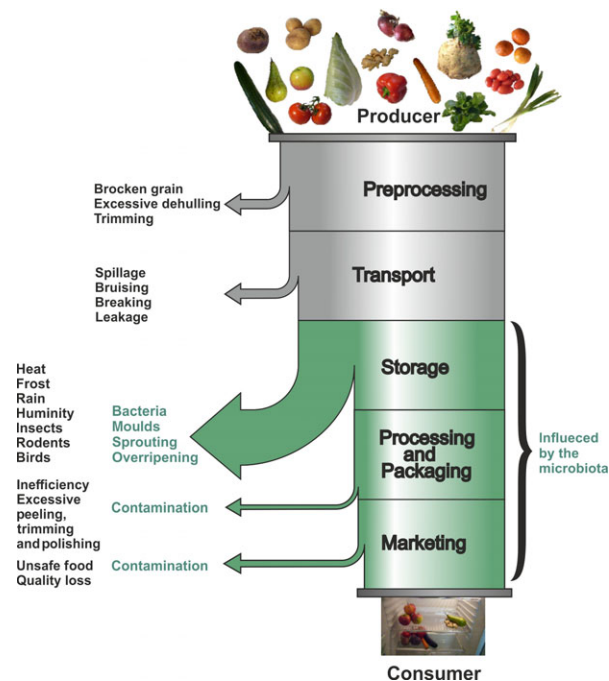 Producer
Preprocessing
Brocken grain
Excessive dehulling
Trimming
Transport
Spillage
Bruising
Breaking
Leakage
Storage
Heat
Frost
Rain
Huminity
Insects
Rodents
Birds
Bacteria
Moulds
Sprouting
Overripening
Processing
and
Packaging
Influeced
by the
microbiota
Inefficiency
Excessive
peeling,
trimming
and polishing
Contamination
Marketing
Unsafe food
Quality loss
Contamination
Consumer